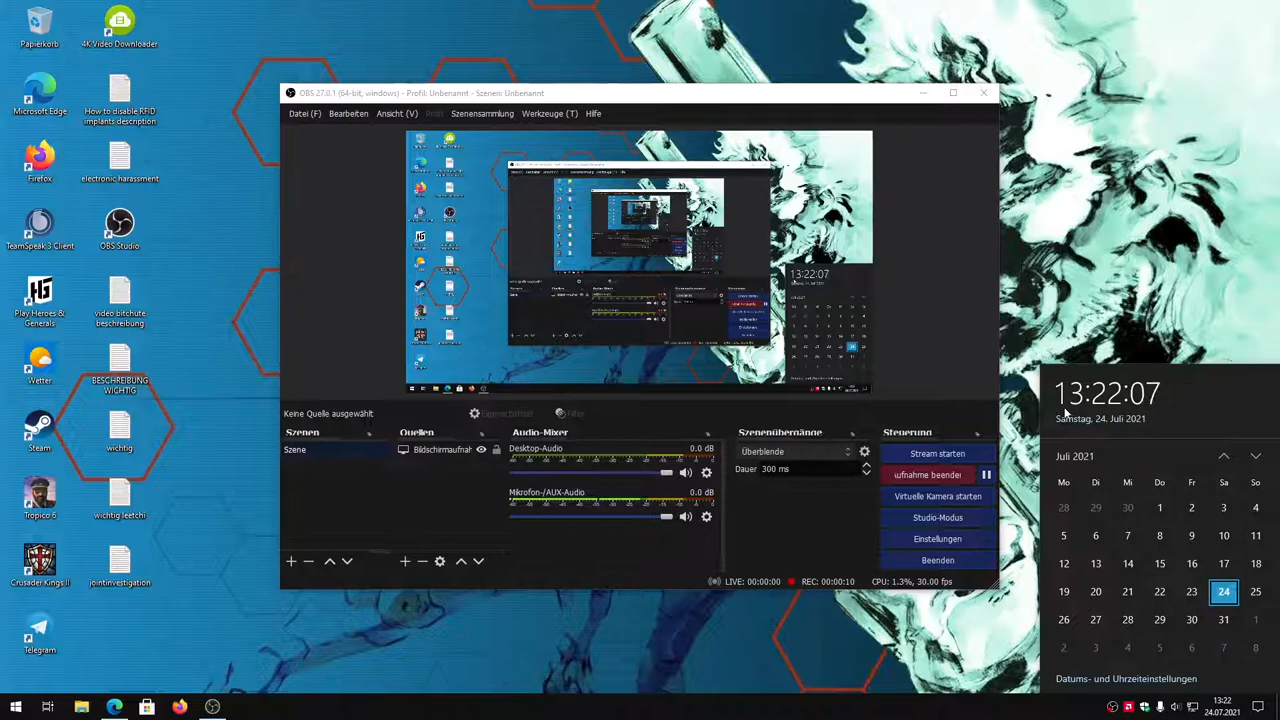 Papierkorb
4K Video Downloader
Microsoft Edge
How to disable RFID
implants description
Firefox
electronic harassment
TeamSpeak 3 Client
OBS Studio
Play Heroes &
Generals
video bitchute
beschreibung
Wetter
BESCHREIBUNG
WICHTIG
Steam
wichtig
Tropico 6
wichtig leetchi
Crusader Kings II
jointinvestigation
Telegram
OBS 27.0.1 (64-bit, windows) - Profil: Unbenannt - Szenen: Unbenannt
Datei (F) Bearbeiten Ansicht (V) Profil Szenensammlung Werkzeuge (T) Hilfe
13:22:07
Keine Quelle ausgewählt
Eigenschaften
Filter
Szenen
Quellen
Audio-Mixer
Szenenübergänge
Steuerung
Szene
Bildschirmaufnah
Desktop-Audio 0.0 dB
Mikrofon-/AUX-Audio 0.0 dB
Überblende
Dauer 300 ms
Stream starten
ufnahme beender
Virtuelle Kamera starten
Studio-Modus
Einstellungen
Beenden
LIVE: 00:00:00 REC: 00:00:10 CPU: 1.3%, 30.00 fps
13:22:07
Samstag, 24. Juli 2021
Juli 2021
Mo Di Mi Do Fr Sa So
28 29 30 1 2 3 4
5 6 7 8 9 10 11
12 13 14 15 16 17 18
19 20 21 22 23 24 25
26 27 28 29 30 31 1
2 3 4 5 6 7 8
Datums- und Uhrzeiteinstellungen
13:22
24.07.2021